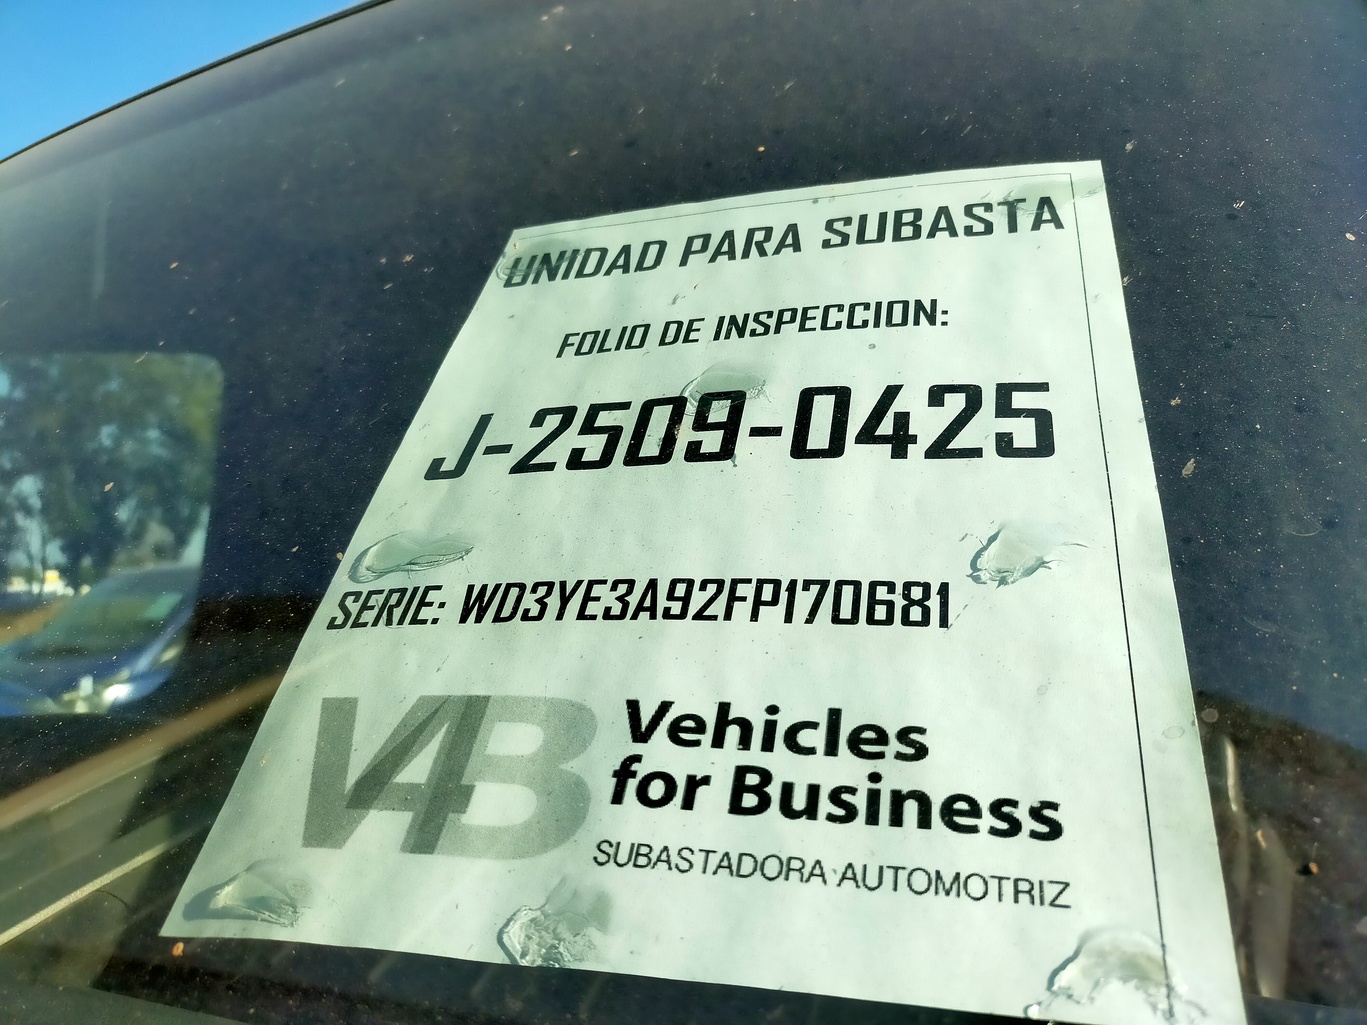 UNIDAD PARA SUBASTA
FOLIO DE INSPECCION:
J-2509-0425
SERIE: WD3YE3A92FP170681
V4B
Vehicles
for Business
SUBASTADORA AUTOMOTRIZ